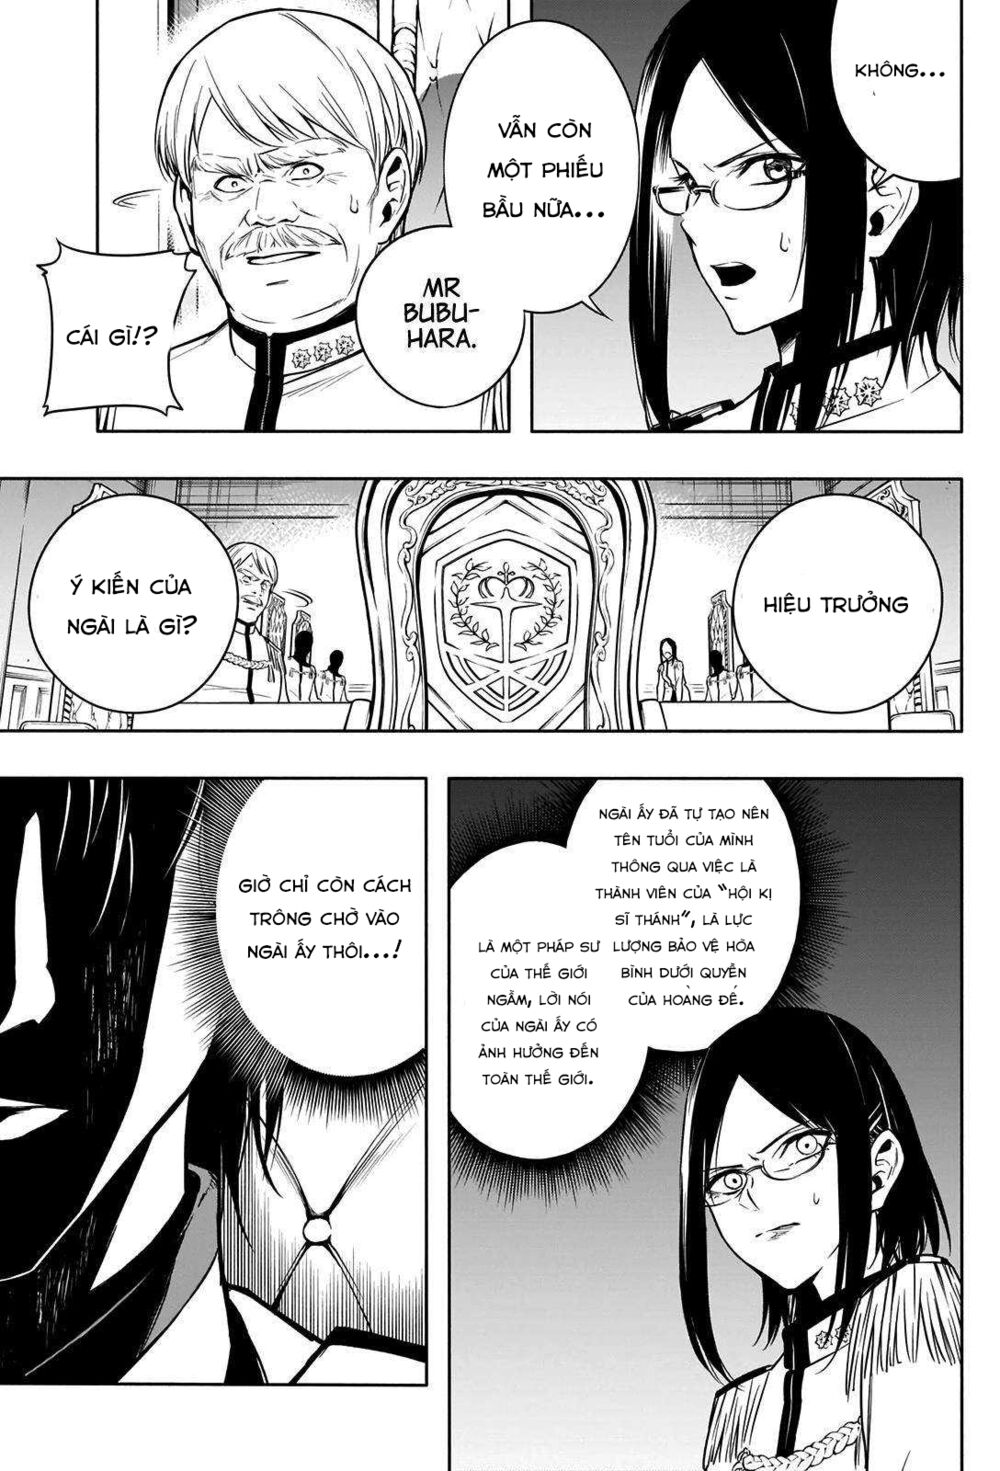 KHÔNG...
VẪN CÒN
MỘT PHIẾU
BẦU NỮA...
MR
BUBU-
HARA.
CÁI GÌ!?
HIỆU TRƯỞNG
Ý KIẾN CỦA
NGÀI LÀ GÌ?
NGÀI ẤY ĐÃ TỰ TẠO NÊN
TÊN TUỔI CỦA MÌNH
THÔNG QUA VIỆC LÀ
THÀNH VIÊN CỦA "HỘI KỊ
SĨ THÁNH", LÀ LỰC
LƯỢNG BẢO VỆ HÒA
BÌNH DƯỚI QUYỀN
CỦA HOÀNG ĐẾ.
LÀ MỘT PHÁP SƯ
CỦA THẾ GIỚI
NGẦM, LỜI NÓI
CỦA NGÀI ẤY CÓ
ẢNH HƯỞNG ĐẾN
TOÀN THẾ GIỚI.
GIỜ CHỈ CÒN CÁCH
TRÔNG CHỜ VÀO
NGÀI ẤY THÔI...!